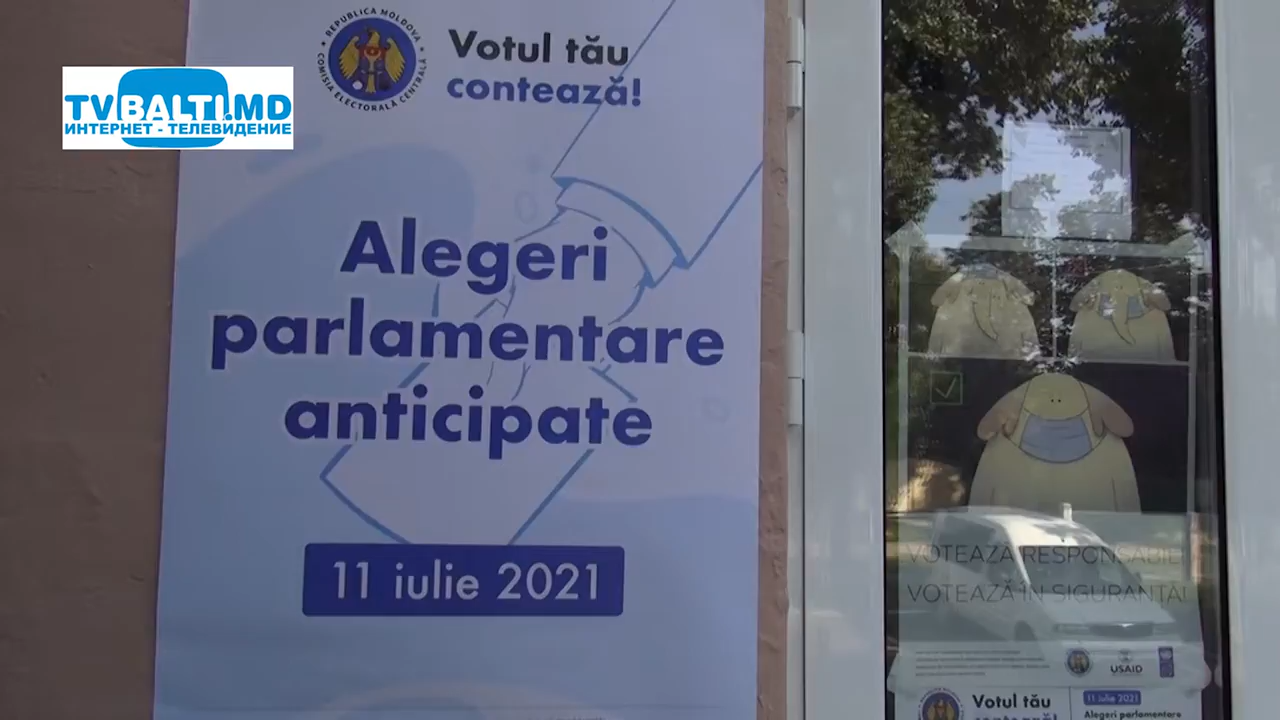 TVBALTI.MD
ИНТЕРНЕТ - ТЕЛЕВИДЕНИЕ
REPUBLICA MOLDOVA
COMISIA ELECTORALĂ CENTRALĂ
Votul tău
contează!
Alegeri
parlamentare
anticipate
11 iulie 2021
VOTEAZĂ RESPONSABIL
VOTEAZĂ ÎN SIGURANȚĂ!
USAID
Votul tău
contează!
11 iulie 2021
Alegeri parlamentare